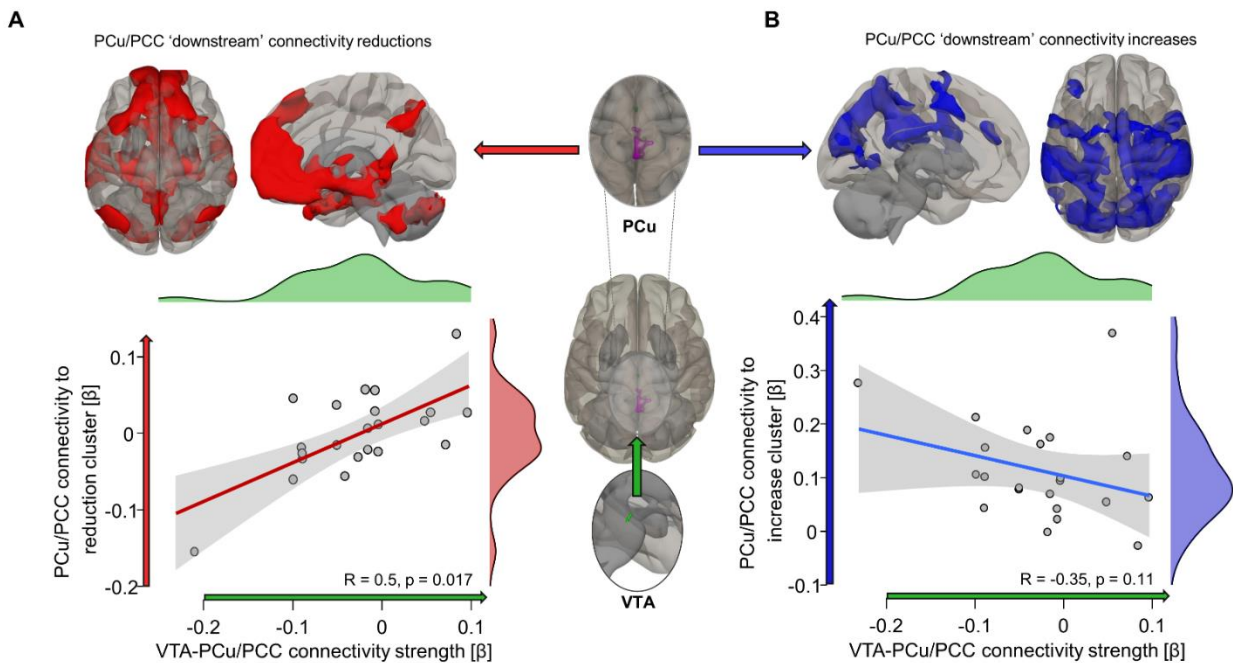 A
PCu/PCC 'downstream' connectivity reductions
B
PCu/PCC 'downstream' connectivity increases
PCu
VTA
PCu/PCC connectivity to
reduction cluster [β]
0.1
0
-0.1
-0.2
R = 0.5, p = 0.017
-0.2
-0.1
0
0.1
VTA-PCu/PCC connectivity strength [β]
PCu/PCC connectivity to
increase cluster [β]
0.4
0.3
0.2
0.1
0
-0.1
R = -0.35, p = 0.11
-0.2
-0.1
0
0.1
VTA-PCu/PCC connectivity strength [β]